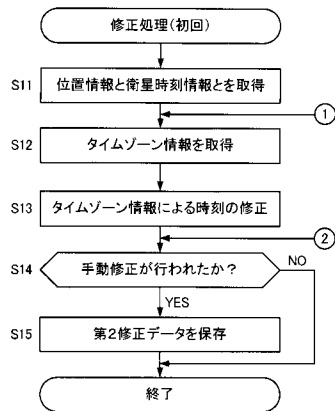 修正処理(初回)
S11
位置情報と衛星時刻情報とを取得
①
S12
タイムゾーン情報を取得
S13
タイムゾーン情報による時刻の修正
②
S14
手動修正が行われたか?
NO
YES
S15
第2修正データを保存
終了